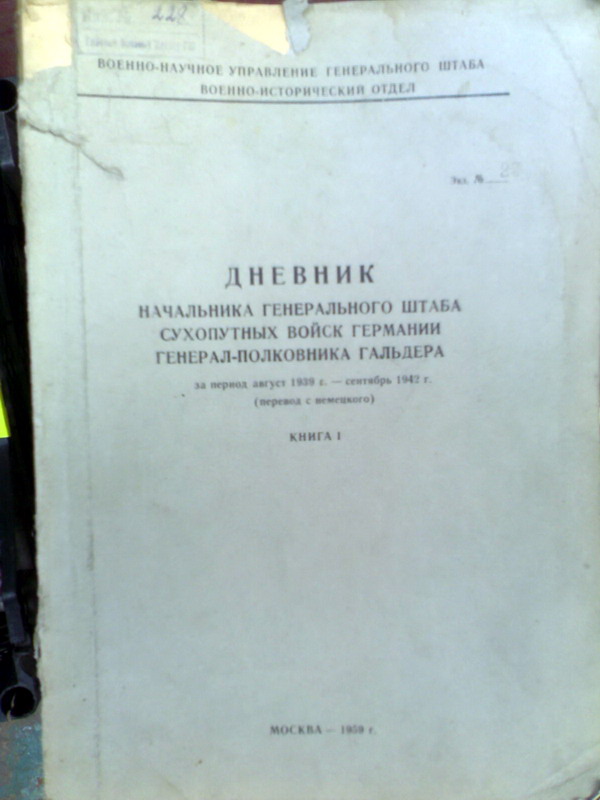 228
ВОЕННО-НАУЧНОЕ УПРАВЛЕНИЕ ГЕНЕРАЛЬНОГО ШТАБА
ВОЕННО-ИСТОРИЧЕСКИЙ ОТДЕЛ
Экз. №
ДНЕВНИК
НАЧАЛЬНИКА ГЕНЕРАЛЬНОГО ШТАБА
СУХОПУТНЫХ ВОЙСК ГЕРМАНИИ
ГЕНЕРАЛ-ПОЛКОВНИКА ГАЛЬДЕРА
за период август 1939 г. — сентябрь 1942 г.
(перевод с немецкого)
КНИГА I
МОСКВА — 1959 г.